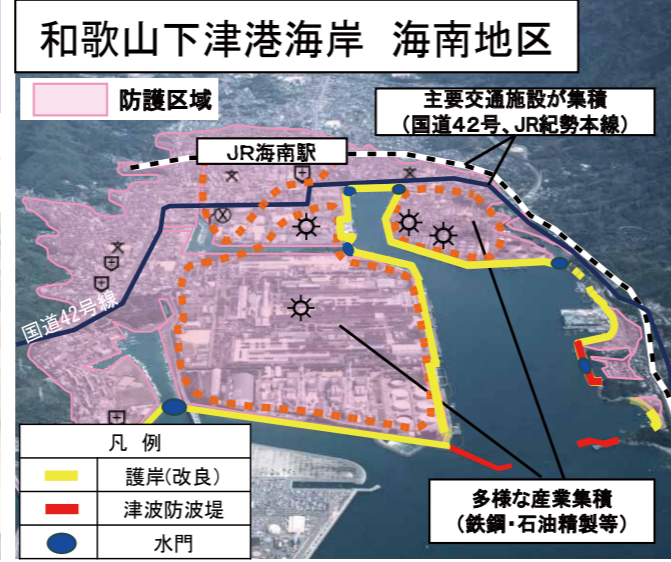 和歌山下津港海岸　海南地区
防護区域
主要交通施設が集積
(国道42号、JR紀勢本線)
JR海南駅
国道42号線
凡 例
護岸(改良)
津波防波堤
水門
多様な産業集積
(鉄鋼・石油精製等)